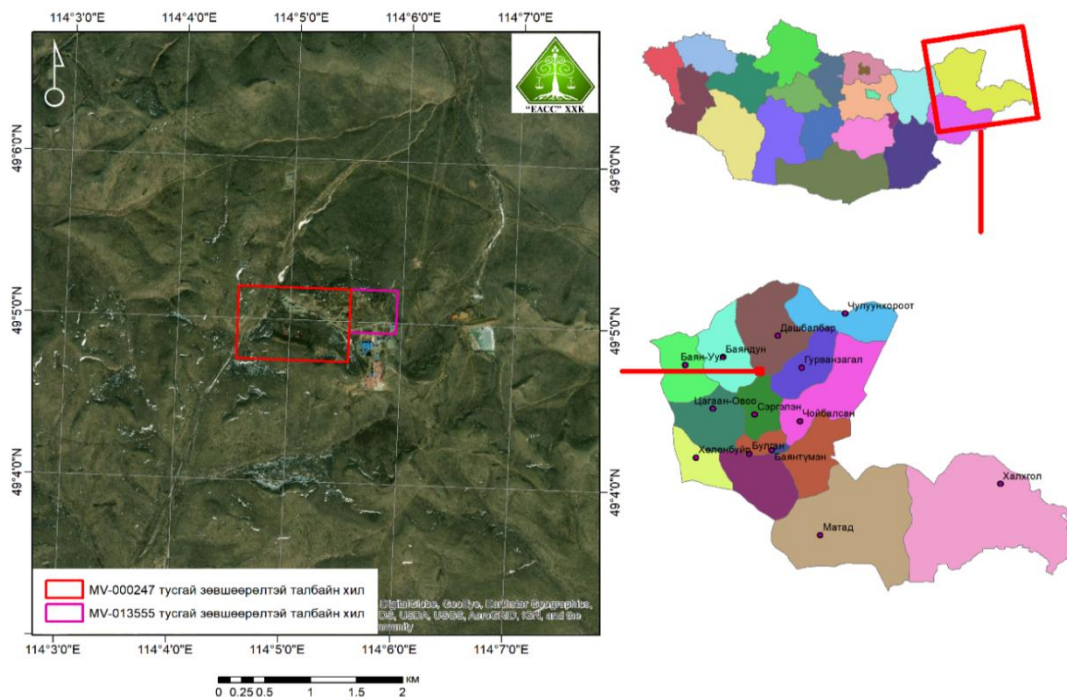 114°3'0"E 114°4'0"E 114°5'0"E 114°6'0"E 114°7'0"E
"ЕАСС" ХХК
49°6'0"N
49°6'0"N
49°5'0"N
49°5'0"N
49°4'0"N
49°4'0"N
MV-000247 тусгай зөвшөөрөлтэй талбайн хил
MV-013555 тусгай зөвшөөрөлтэй талбайн хил
DigitalGlobe, GeoEye, Earthstar Geographics,
USDA, USGS, AeroGRID, IGN, and the
114°3'0"E 114°4'0"E 114°5'0"E 114°6'0"E 114°7'0"E
0 0.25 0.5 1 1.5 2
км
Чулуунхороот
Дашбалбар
Баяндун
Баян-Уул
Гурванзагал
Цагаан-Овоо
Сэргэлэн
Чойбалсан
Хөлөнбуйр
Булган
Баянтүмэн
Халхгол
Матад